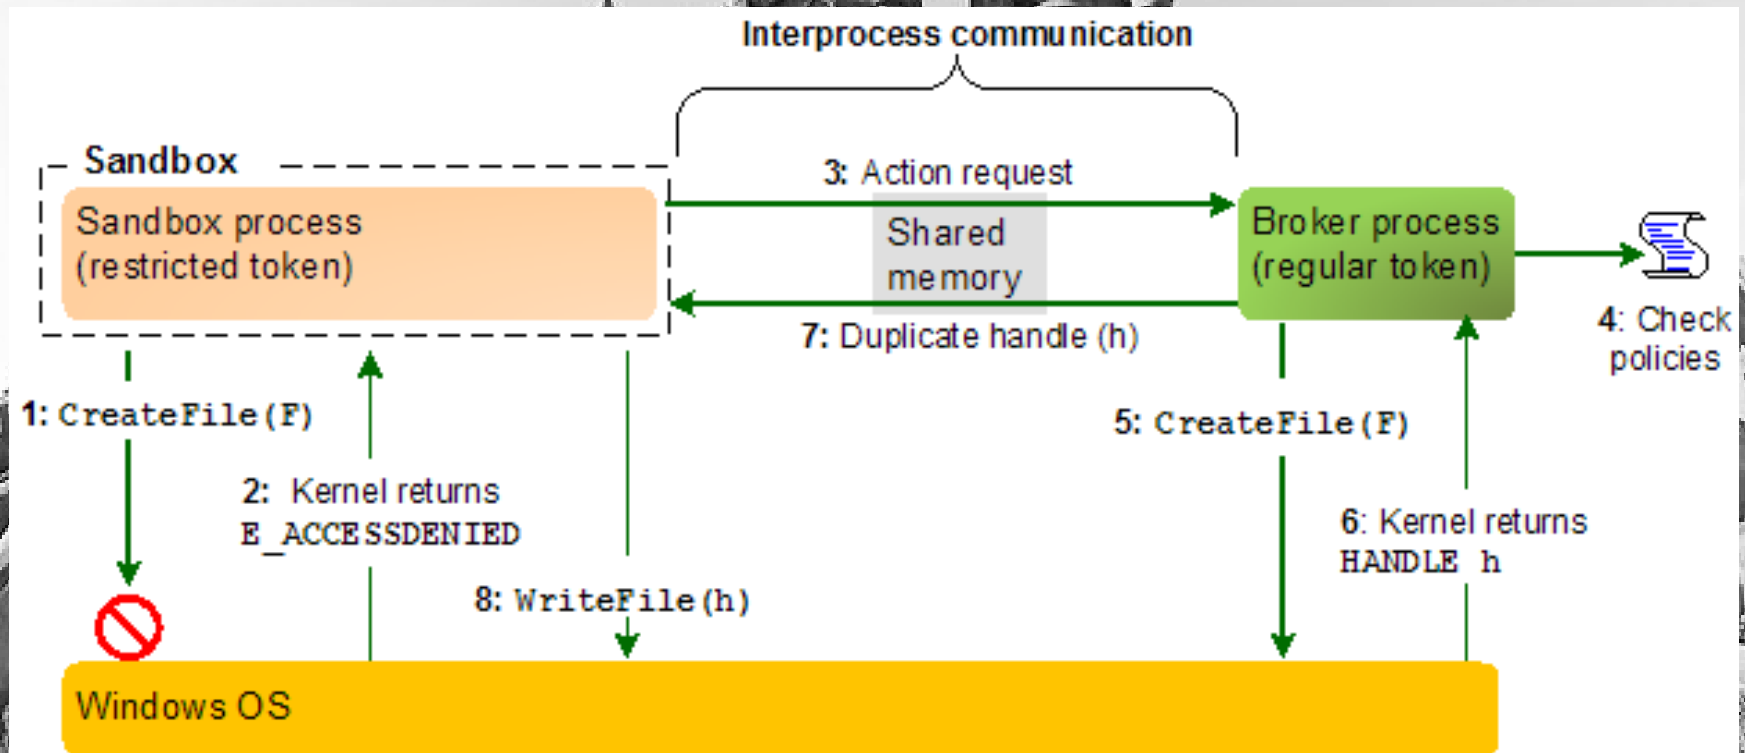 Interprocess communication
Sandbox
3: Action request
Sandbox process
(restricted token)
Shared
memory
Broker process
(regular token)
7: Duplicate handle (h)
4: Check
policies
1: CreateFile(F)
5: CreateFile(F)
2: Kernel returns
E_ACCESSDENIED
6: Kernel returns
HANDLE h
8: WriteFile(h)
Windows OS